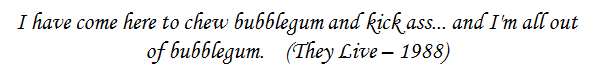 I have come here to chew bubblegum and kick ass... and I'm all out
of bubblegum. (They Live – 1988)